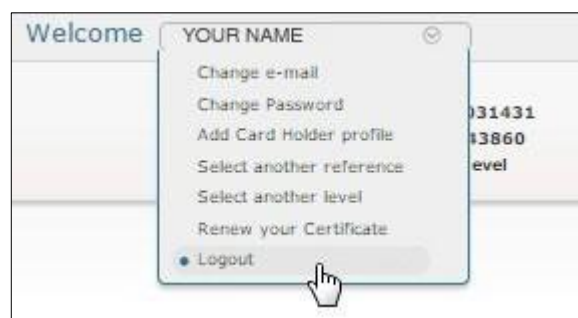 Welcome YOUR NAME
Change e-mail
Change Password
031431
Add Card Holder profile
43860
Select another reference
evel
Select another level
Renew your Certificate
Logout